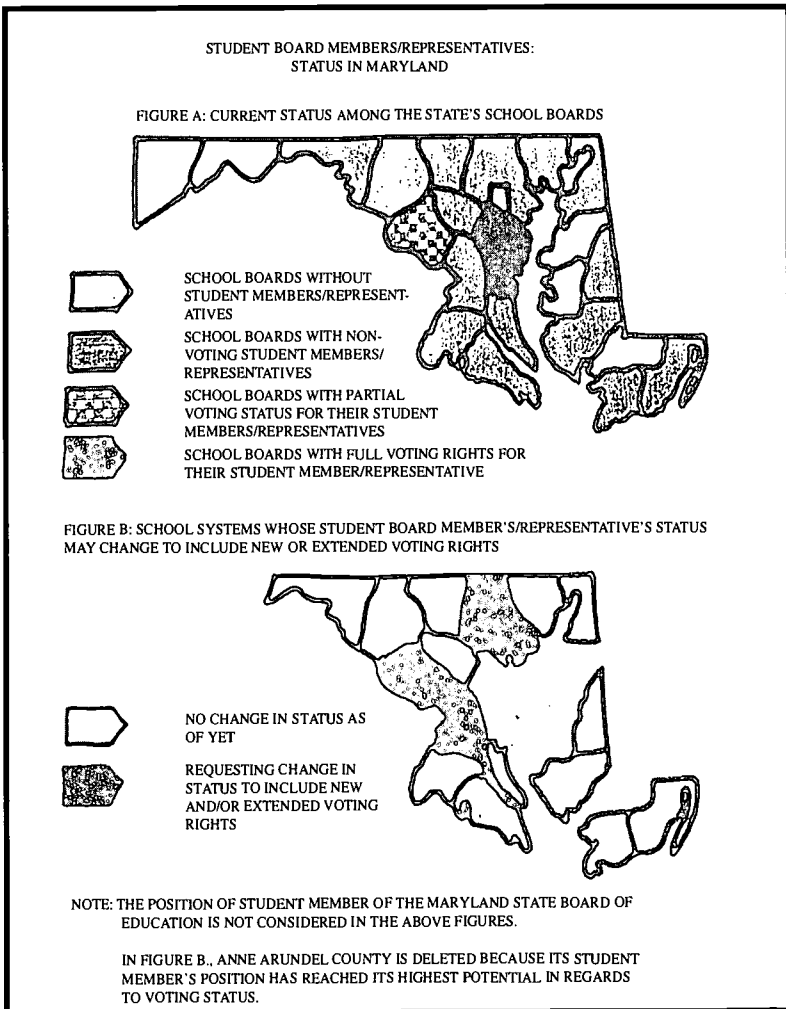 STUDENT BOARD MEMBERS/REPRESENTATIVES:
STATUS IN MARYLAND
FIGURE A: CURRENT STATUS AMONG THE STATE'S SCHOOL BOARDS
SCHOOL BOARDS WITHOUT
STUDENT MEMBERS/REPRESENT-
ATIVES
SCHOOL BOARDS WITH NON-
VOTING STUDENT MEMBERS/
REPRESENTATIVES
SCHOOL BOARDS WITH PARTIAL
VOTING STATUS FOR THEIR STUDENT
MEMBERS/REPRESENTATIVES
SCHOOL BOARDS WITH FULL VOTING RIGHTS FOR
THEIR STUDENT MEMBER/REPRESENTATIVE
FIGURE B: SCHOOL SYSTEMS WHOSE STUDENT BOARD MEMBER'S/REPRESENTATIVE'S STATUS
MAY CHANGE TO INCLUDE NEW OR EXTENDED VOTING RIGHTS
NO CHANGE IN STATUS AS
OF YET
REQUESTING CHANGE IN
STATUS TO INCLUDE NEW
AND/OR EXTENDED VOTING
RIGHTS
NOTE: THE POSITION OF STUDENT MEMBER OF THE MARYLAND STATE BOARD OF
EDUCATION IS NOT CONSIDERED IN THE ABOVE FIGURES.
IN FIGURE B., ANNE ARUNDEL COUNTY IS DELETED BECAUSE ITS STUDENT
MEMBER'S POSITION HAS REACHED ITS HIGHEST POTENTIAL IN REGARDS
TO VOTING STATUS.